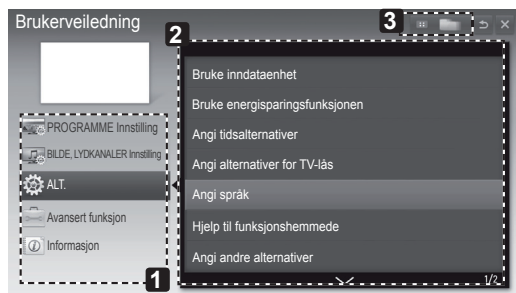 Brukerveiledning
3
2
PROGRAMME Innstilling
BILDE, LYDKANALER Innstilling
ALT.
Avansert funksjon
Informasjon
1
Bruke inndataenhet
Bruke energisparingsfunksjonen
Angi tidsalternativer
Angi alternativer for TV-lås
Angi språk
Hjelp til funksjonshemmede
Angi andre alternativer
1/2